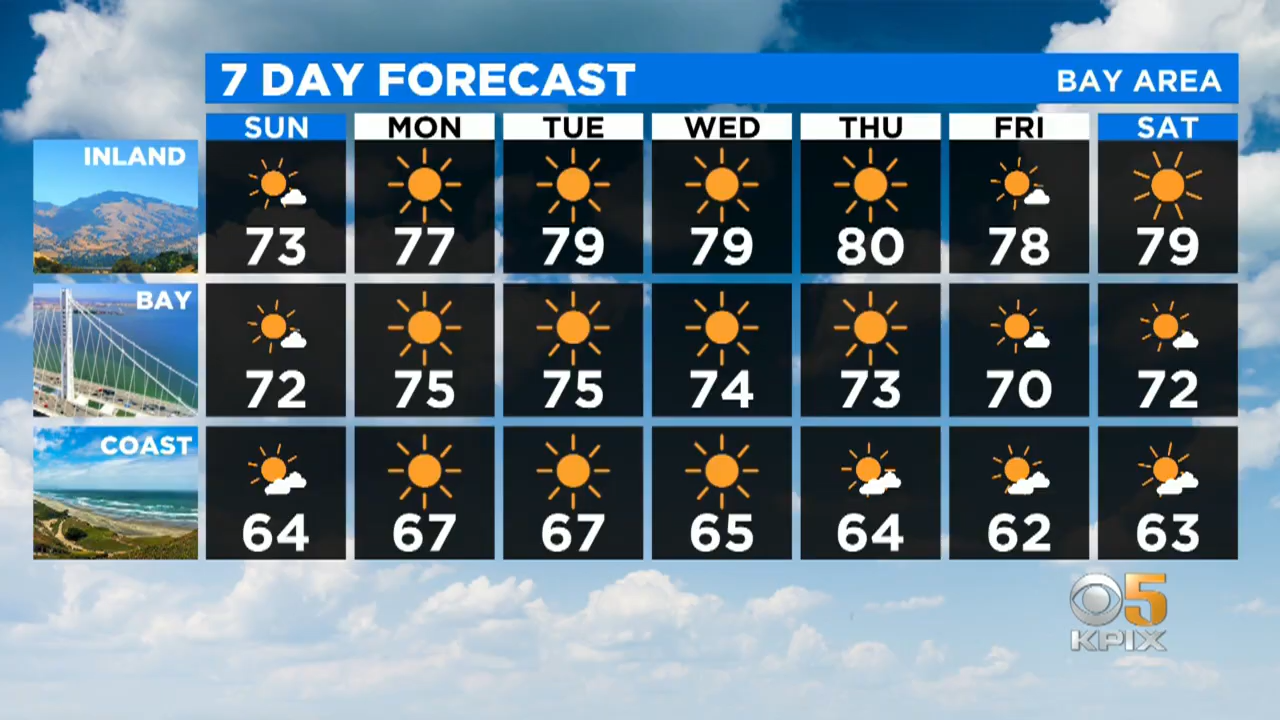 7 DAY FORECAST BAY AREA
SUN MON TUE WED THU FRI SAT
INLAND
73 77 79 79 80 78 79
BAY
72 75 75 74 73 70 72
COAST
64 67 67 65 64 62 63
5
KPIX